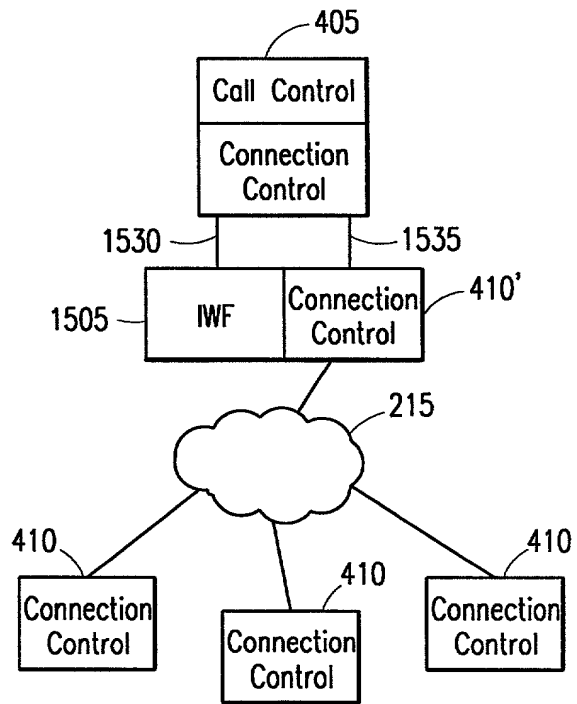 405
Call Control
Connection
Control
1530
1535
1505
IWF
Connection
Control
410'
215
410
410
410
Connection
Control
Connection
Control
Connection
Control